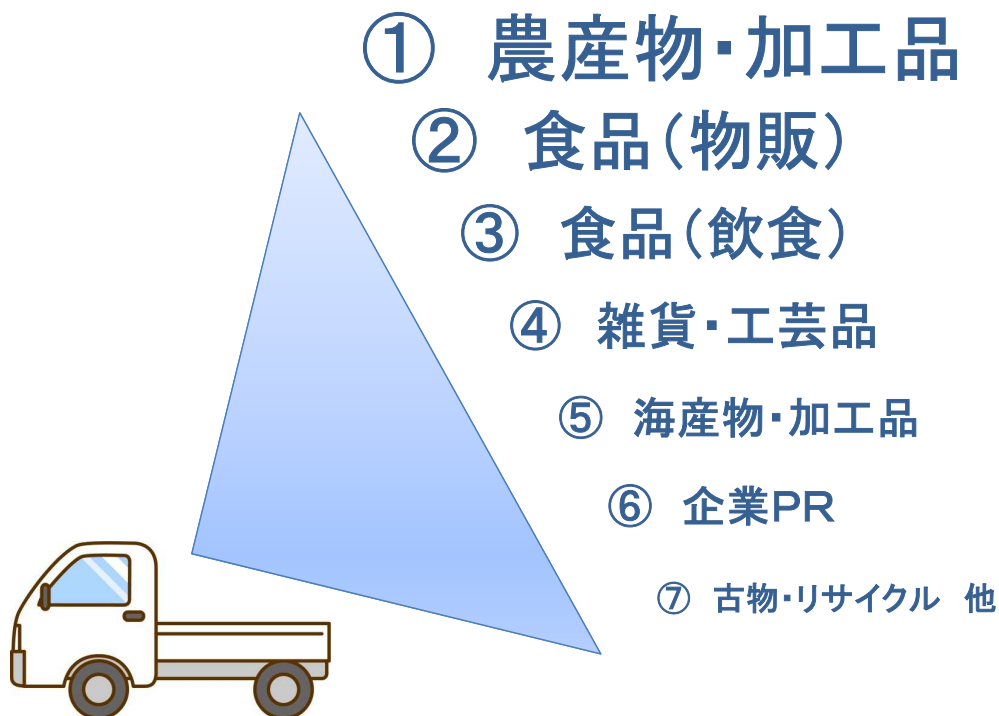 ① 農産物・加工品
② 食品（物販）
③ 食品（飲食）
④ 雑貨・工芸品
⑤ 海産物・加工品
⑥ 企業ＰＲ
⑦ 古物・リサイクル　他